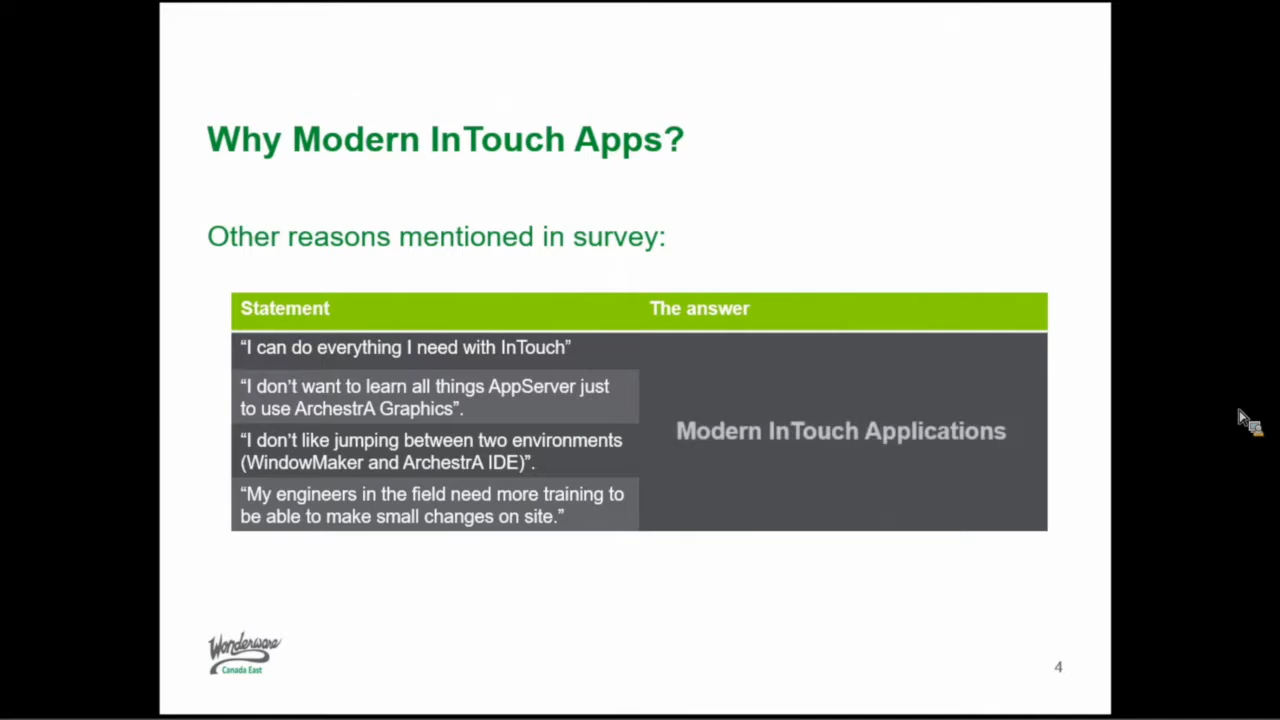 Why Modern InTouch Apps?
Other reasons mentioned in survey:
Statement
The answer
“I can do everything I need with InTouch”
“I don’t want to learn all things AppServer just
to use ArchestrA Graphics”.
“I don’t like jumping between two environments
(WindowMaker and ArchestrA IDE)”.
“My engineers in the field need more training to
be able to make small changes on site.”
Modern InTouch Applications
Wonderware
Canada East
4